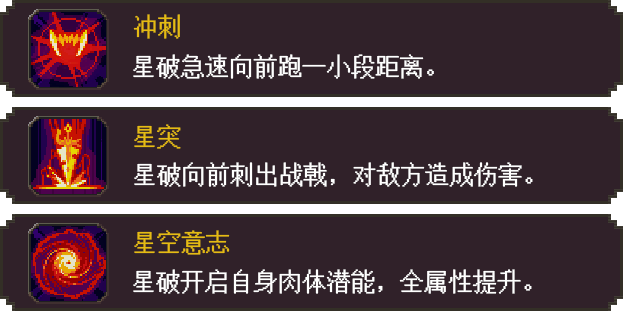 冲刺
星破急速向前跑一小段距离。
星突
星破向前刺出战戟，对敌方造成伤害。
星空意志
星破开启自身肉体潜能，全属性提升。